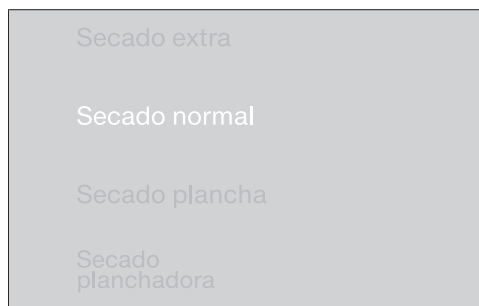 Secado extra
Secado normal
Secado plancha
Secado
planchadora